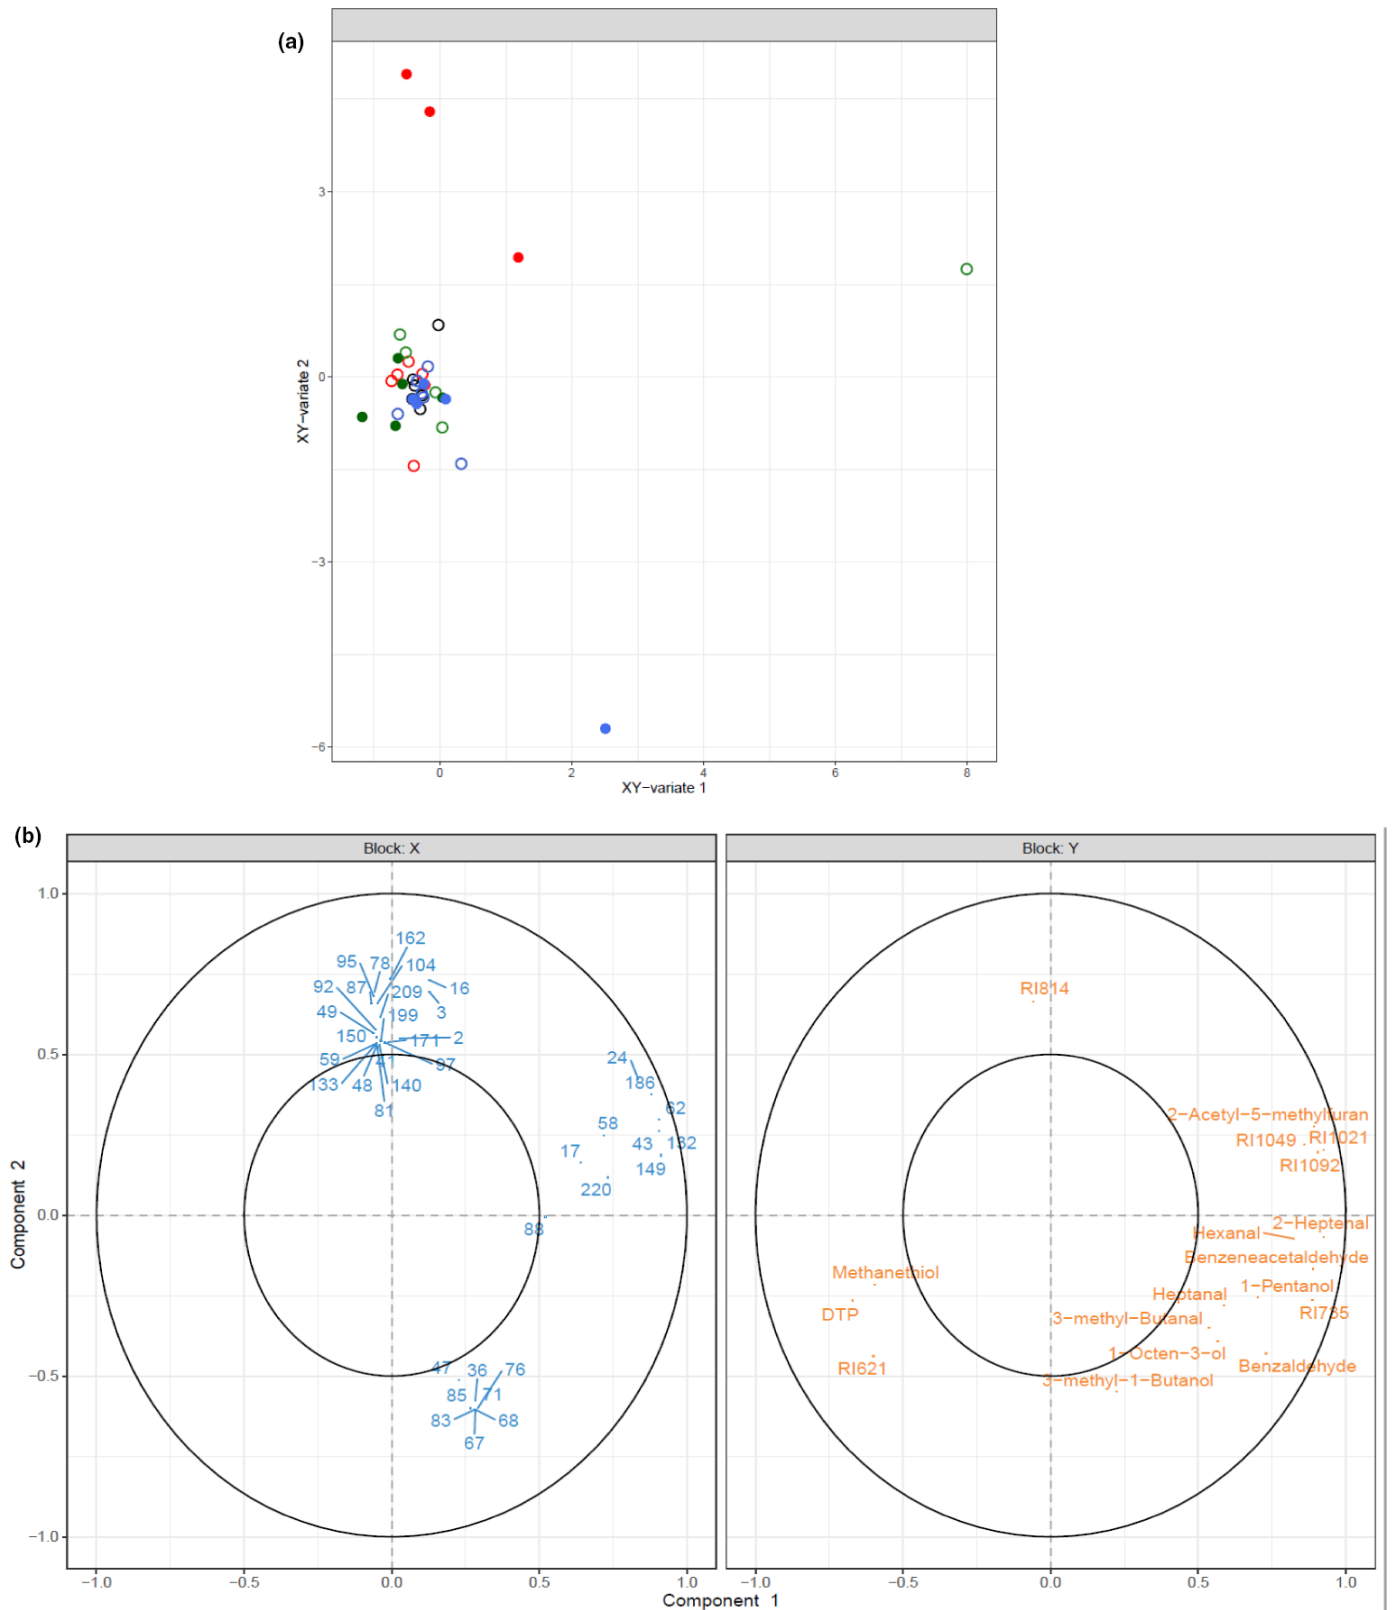 (a)
3
0
−3
−6
XY−variate 2
0
2
4
6
8
XY−variate 1
(b)
Block: X
Block: Y
1.0
0.5
0.0
−0.5
−1.0
Component 2
162
95
78
104
92
87
209
16
3
49
199
150
171
2
59
97
133
48
140
81
24
186
62
58
43
132
17
149
220
88
47
36
76
85
71
83
68
67
RI814
2−Acetyl−5−methylfuran
RI1049
RI1021
RI1092
2−Heptenal
Hexanal
Benzeneacetaldehyde
Methanethiol
1−Pentanol
Heptanal
DTP
RI735
3−methyl−Butanal
1−Octen−3−ol
RI621
Benzaldehyde
3−methyl−1−Butanol
−1.0
−0.5
0.0
0.5
1.0
−1.0
−0.5
0.0
0.5
1.0
Component 1